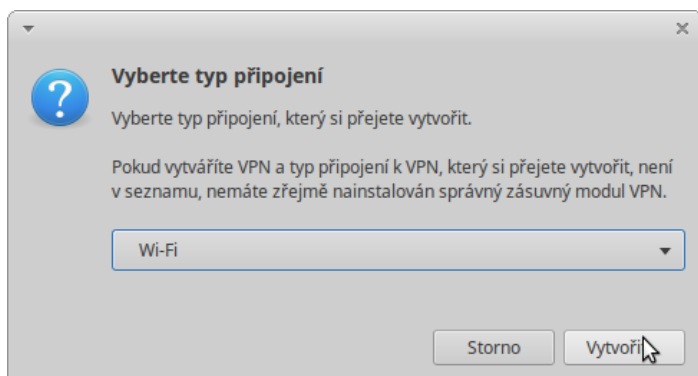 Vyberte typ připojení
Vyberte typ připojení, který si přejete vytvořit.
Pokud vytváříte VPN a typ připojení k VPN, který si přejete vytvořit, není
v seznamu, nemáte zřejmě nainstalován správný zásuvný modul VPN.
Wi-Fi
Storno
Vytvořit